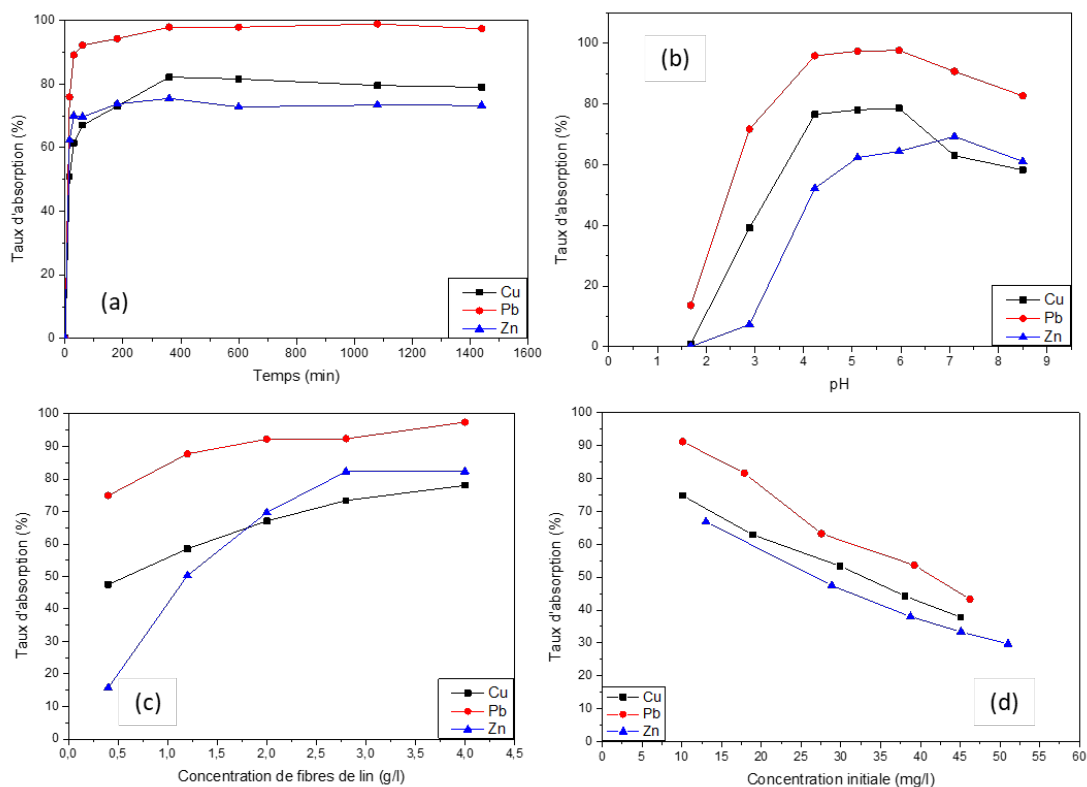 100
80
60
40
20
0
Taux d'absorption (%)
(a)
Cu
Pb
Zn
0 200 400 600 800 1000 1200 1400 1600
Temps (min)
100
80
60
40
20
0
Taux d'absorption (%)
(b)
Cu
Pb
Zn
0 1 2 3 4 5 6 7 8 9
pH
100
90
80
70
60
50
40
30
20
10
0
Taux d'absorption (%)
(c)
Cu
Pb
Zn
0,0 0,5 1,0 1,5 2,0 2,5 3,0 3,5 4,0 4,5
Concentration de fibres de lin (g/l)
100
90
80
70
60
50
40
30
20
10
0
Taux d'absorption (%)
Cu
Pb
Zn
(d)
0 5 10 15 20 25 30 35 40 45 50 55 60
Concentration initiale (mg/l)